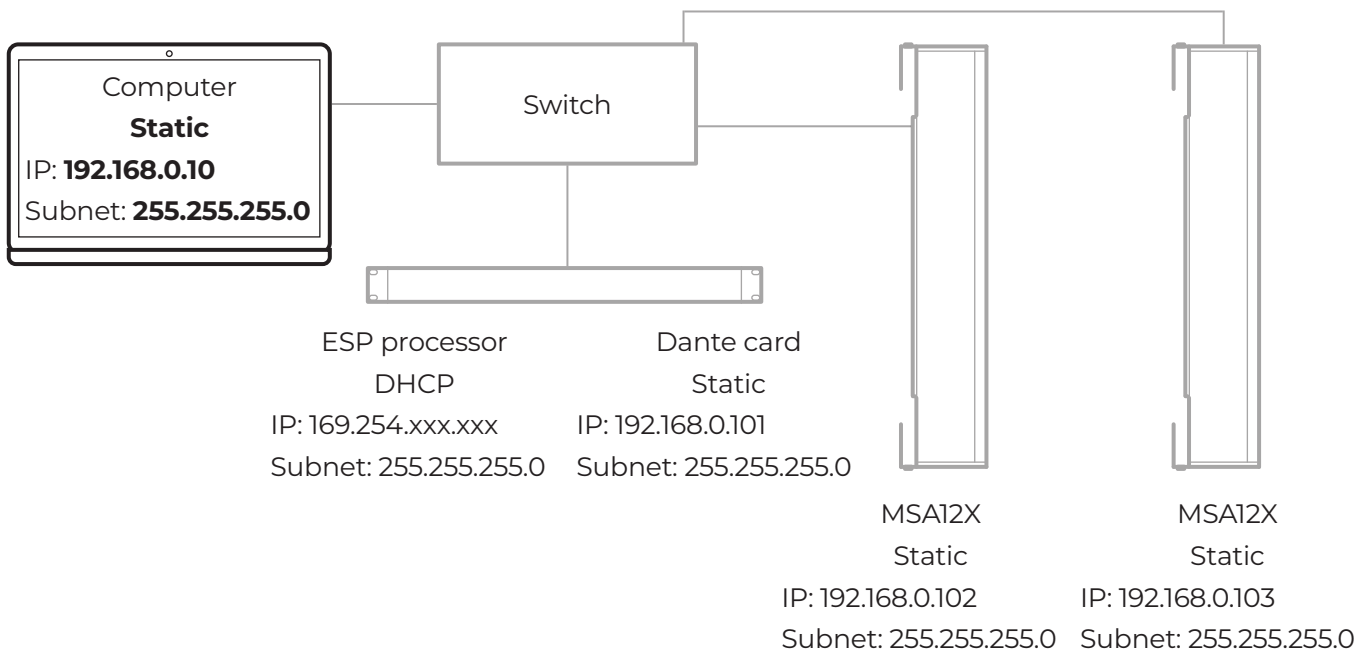 Computer
Static
IP: 192.168.0.10
Subnet: 255.255.255.0
Switch
ESP processor
DHCP
IP: 169.254.xxx.xxx
Subnet: 255.255.255.0
Dante card
Static
IP: 192.168.0.101
Subnet: 255.255.255.0
MSA12X
Static
IP: 192.168.0.102
Subnet: 255.255.255.0
MSA12X
Static
IP: 192.168.0.103
Subnet: 255.255.255.0